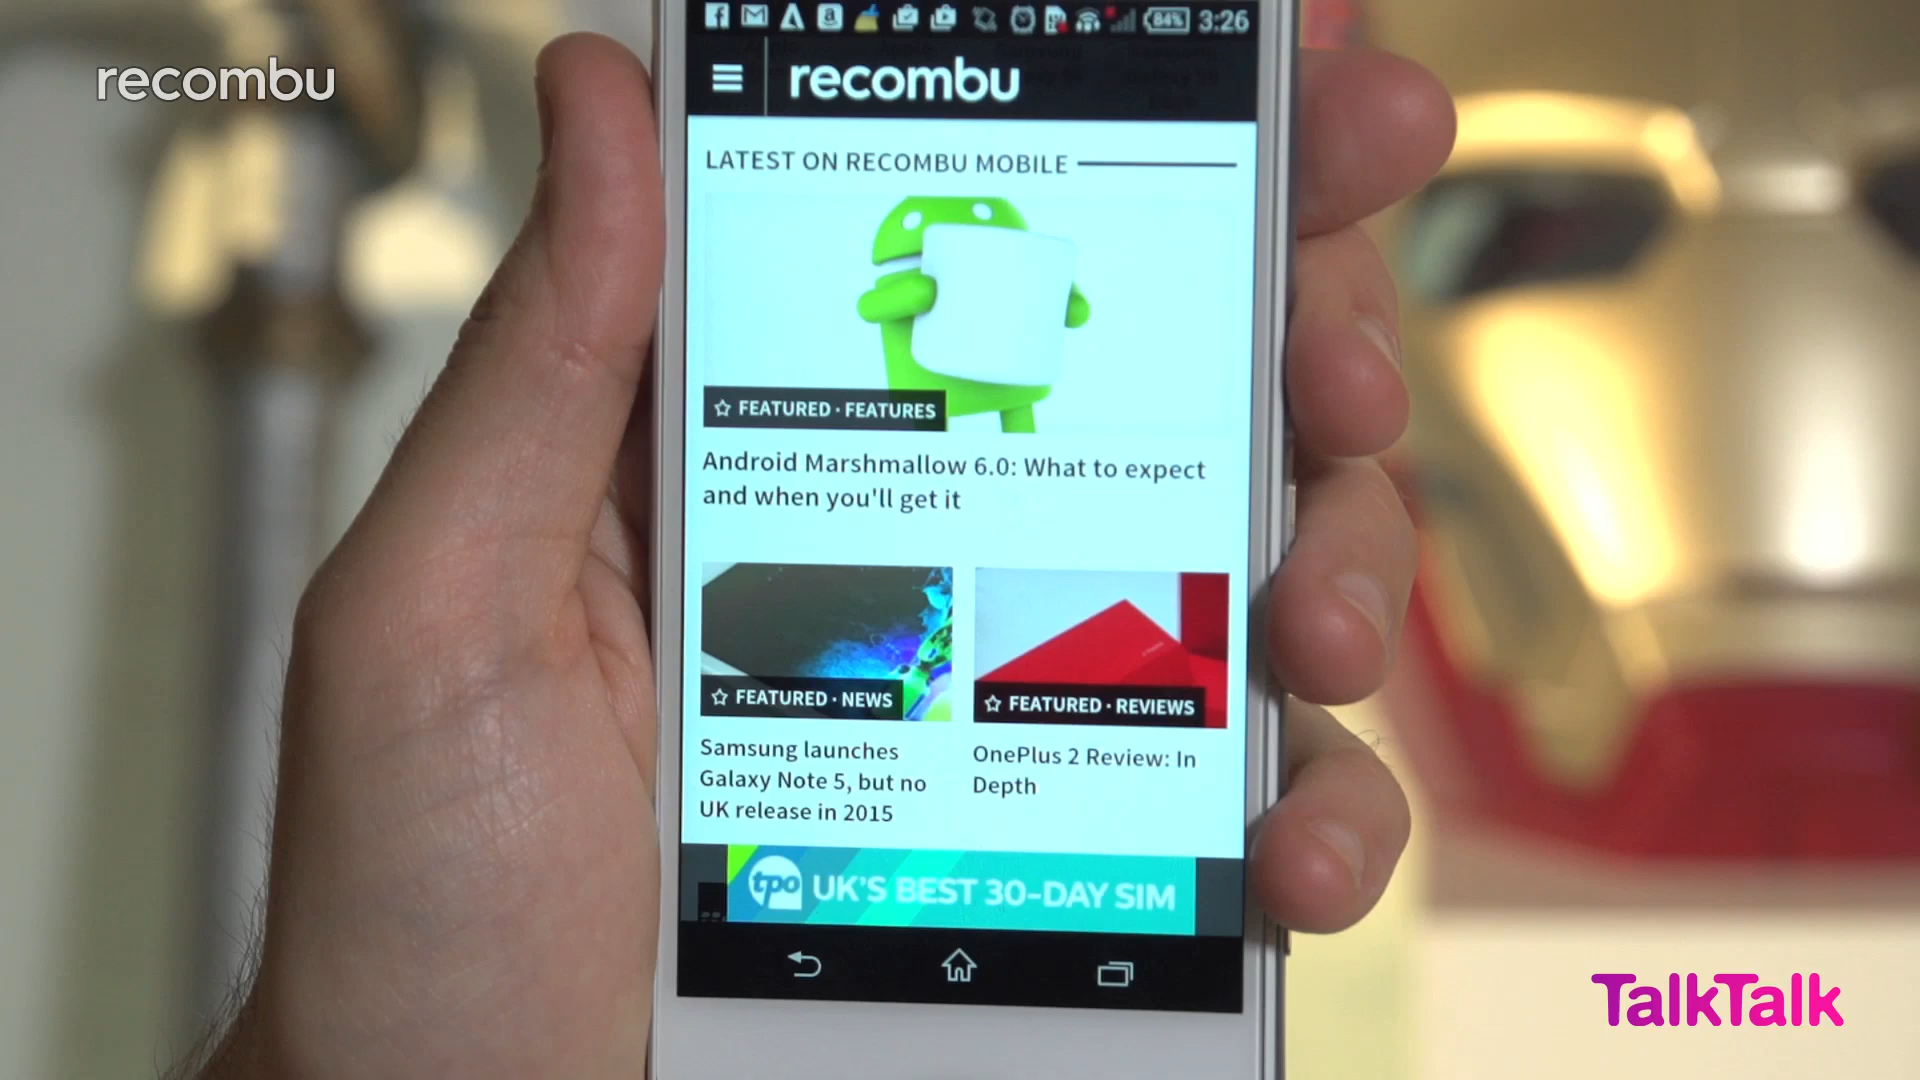 recombu
84% 3:26
recombu
LATEST ON RECOMBU MOBILE
FEATURED · FEATURES
Android Marshmallow 6.0: What to expect
and when you'll get it
FEATURED · NEWS
FEATURED · REVIEWS
Samsung launches
Galaxy Note 5, but no
UK release in 2015
OnePlus 2 Review: In
Depth
tpo UK'S BEST 30-DAY SIM
TalkTalk